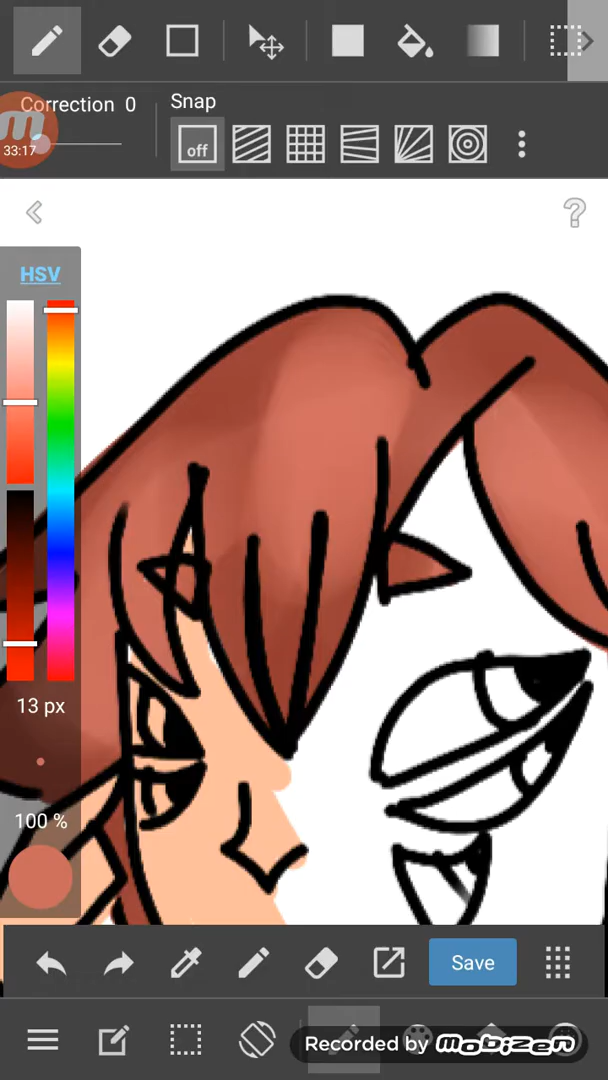 Correction 0
Snap
33:17
off
HSV
13 px
100 %
Save
Recorded by mobizen